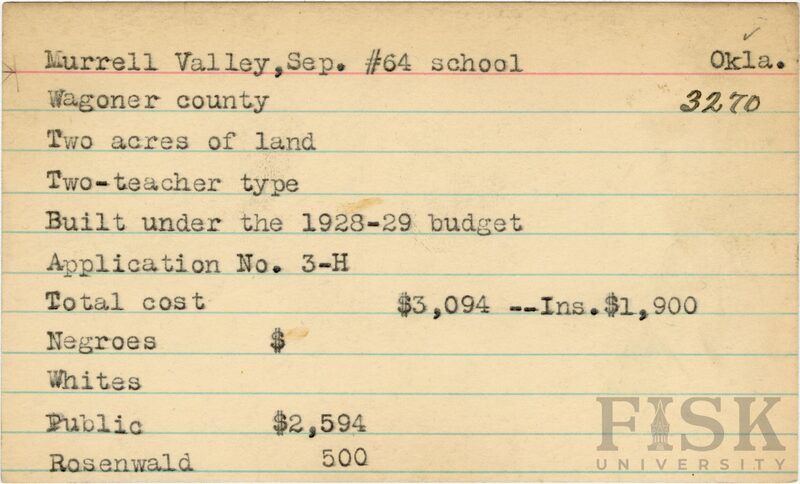 Murrell Valley,Sep. #64 school Okla.
Wagoner county 3270
Two acres of land
Two-teacher type
Built under the 1928-29 budget
Application No. 3-H
Total cost $3,094 --Ins.$1,900
Negroes $
Whites
Public $2,594
Rosenwald 500
FISK
UNIVERSITY